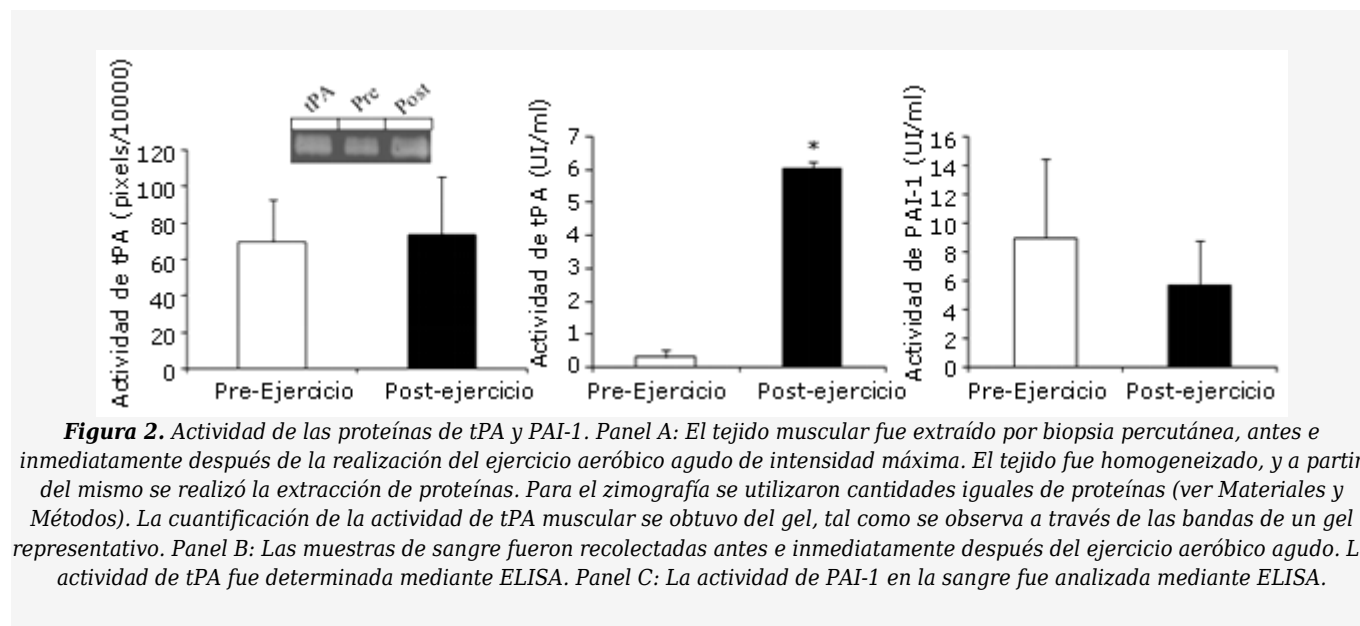 tPA Pre Post
Actividad de tPA (pixels/10000)
120
100
80
60
40
20
0
Pre-Ejercicio Post-ejercicio
Actividad de tPA (UI/ml)
7
6
5
4
3
2
1
0
*
Pre-Ejercicio Post-ejercicio
Actividad de PAI-1 (UI/ml)
16
14
12
10
8
6
4
2
0
Pre-Ejercicio Post-ejercicio
Figura 2. Actividad de las proteínas de tPA y PAI-1. Panel A: El tejido muscular fue extraído por biopsia percutánea, antes e
inmediatamente después de la realización del ejercicio aeróbico agudo de intensidad máxima. El tejido fue homogeneizado, y a partir
del mismo se realizó la extracción de proteínas. Para el zimografía se utilizaron cantidades iguales de proteínas (ver Materiales y
Métodos). La cuantificación de la actividad de tPA muscular se obtuvo del gel, tal como se observa a través de las bandas de un gel
representativo. Panel B: Las muestras de sangre fueron recolectadas antes e inmediatamente después del ejercicio aeróbico agudo. L
actividad de tPA fue determinada mediante ELISA. Panel C: La actividad de PAI-1 en la sangre fue analizada mediante ELISA.